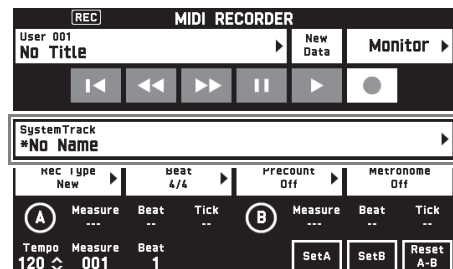 REC MIDI RECORDER
User 001
No Title
New
Data
Monitor
SystemTrack
*No Name
Rec Type Beat Precount Metronome
New 4/4 Off Off
A Measure Beat Tick B Measure Beat Tick
--- -- -- --- -- --
Tempo Measure Beat
120 001 1
SetA SetB Reset
A-B